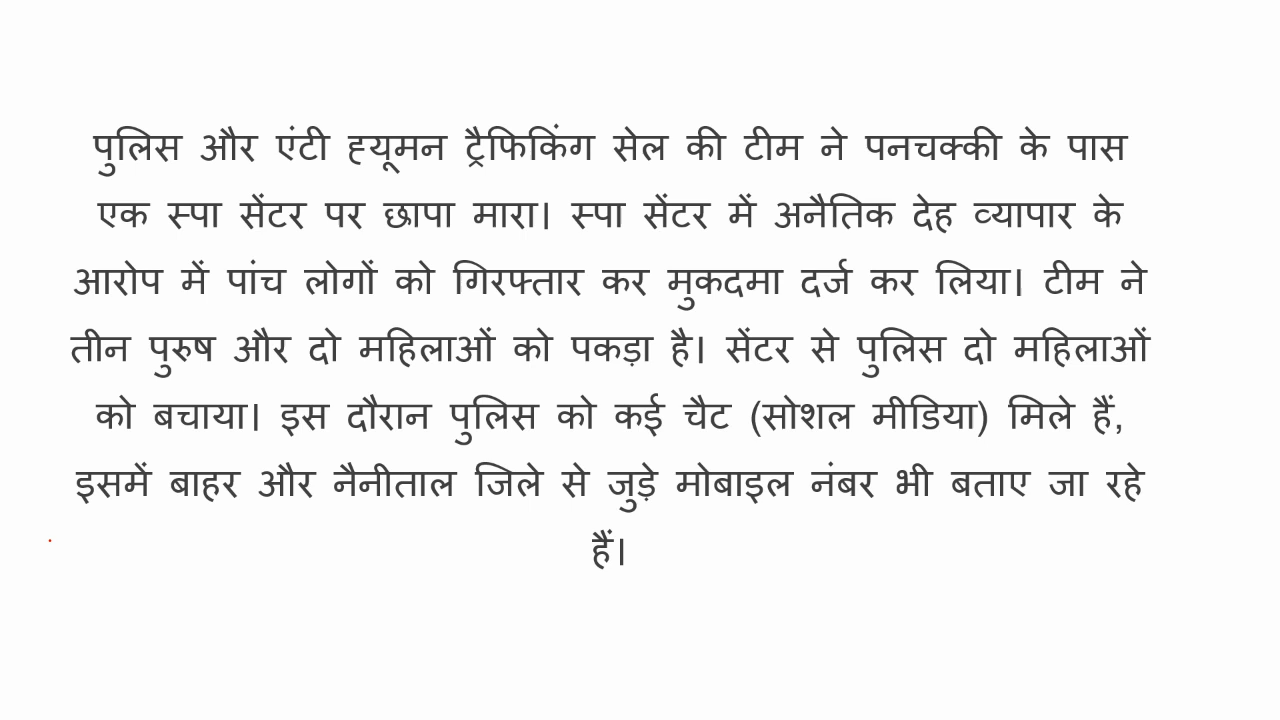 पुलिस और एंटी ह्यूमन ट्रैफिकिंग सेल की टीम ने पनचक्की के पास
एक स्पा सेंटर पर छापा मारा। स्पा सेंटर में अनैतिक देह व्यापार के
आरोप में पांच लोगों को गिरफ्तार कर मुकदमा दर्ज कर लिया। टीम ने
तीन पुरुष और दो महिलाओं को पकड़ा है। सेंटर से पुलिस दो महिलाओं
को बचाया। इस दौरान पुलिस को कई चैट (सोशल मीडिया) मिले हैं,
इसमें बाहर और नैनीताल जिले से जुड़े मोबाइल नंबर भी बताए जा रहे
हैं।